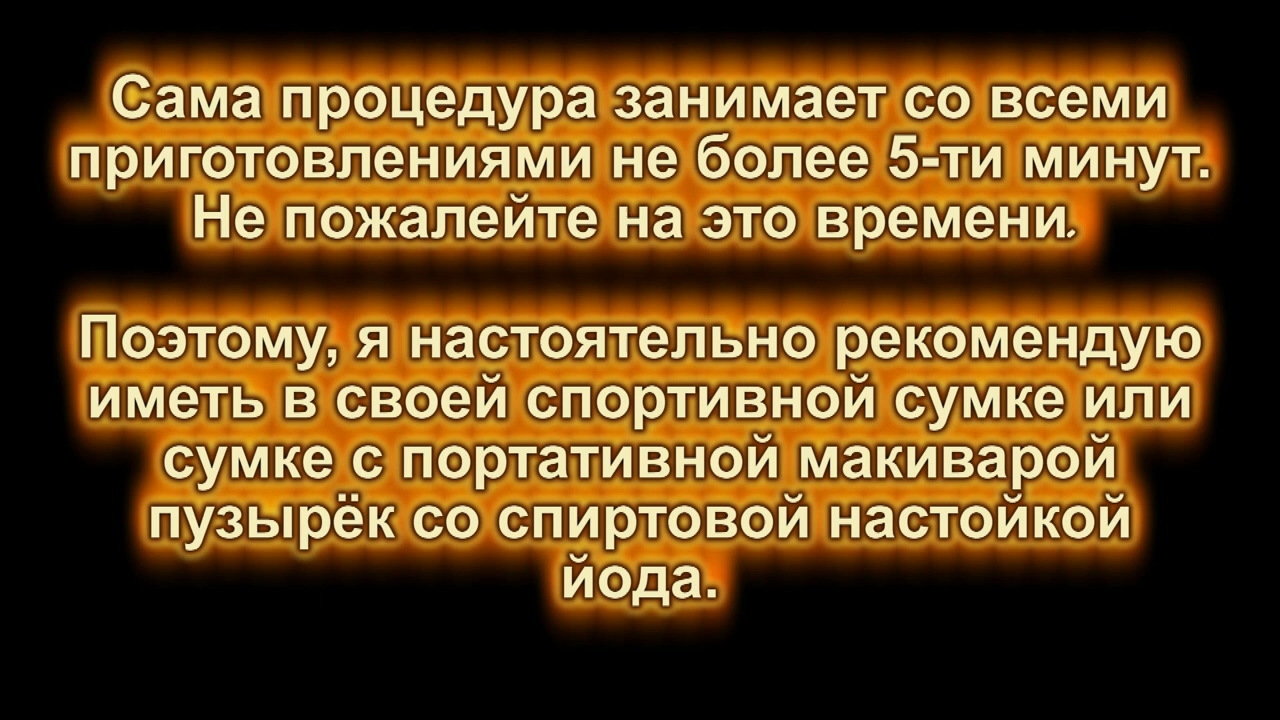 Сама процедура занимает со всеми
приготовлениями не более 5-ти минут.
Не пожалейте на это времени.
Поэтому, я настоятельно рекомендую
иметь в своей спортивной сумке или
сумке с портативной макиварой
пузырёк со спиртовой настойкой
йода.